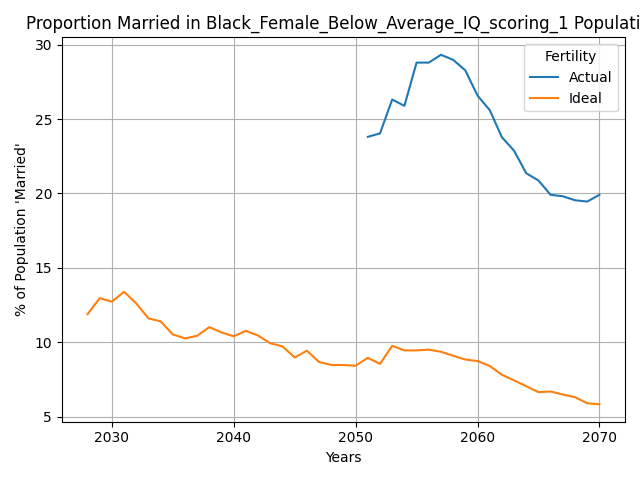 Proportion Married in Black_Female_Below_Average_IQ_scoring_1 Populati
30
25
20
15
10
5
% of Population 'Married'
Fertility
Actual
Ideal
2030 2040 2050 2060 2070
Years